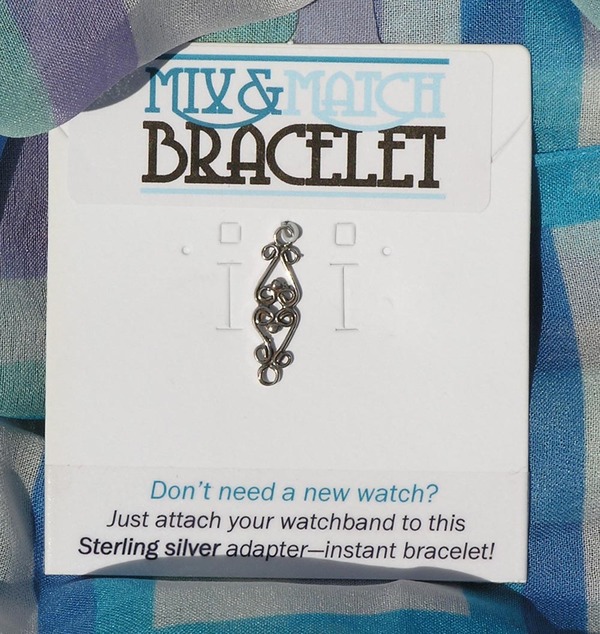 MIX & MATCH
BRACELET
Don't need a new watch?
Just attach your watchband to this
Sterling silver adapter—instant bracelet!